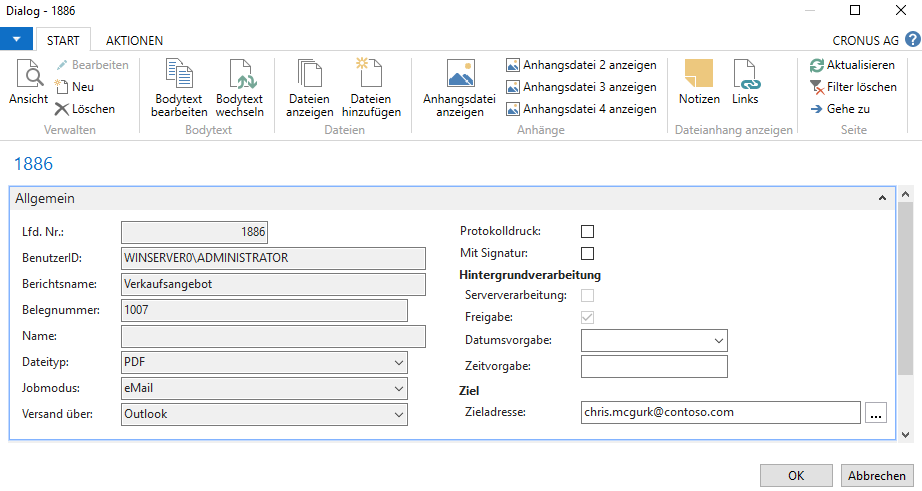 Dialog - 1886
START AKTIONEN CRONUS AG ?
Ansicht
Bearbeiten
Neu
Löschen
Verwalten
Bodytext bearbeiten
Bodytext wechseln
Bodytext
Dateien anzeigen
Dateien hinzufügen
Dateien
Anhangsdatei anzeigen
Anhangsdatei 2 anzeigen
Anhangsdatei 3 anzeigen
Anhangsdatei 4 anzeigen
Anhänge
Notizen
Links
Dateianhang anzeigen
Aktualisieren
Filter löschen
Gehe zu
Seite
1886
Allgemein
Lfd. Nr.: 1886
BenutzerID: WINSERVER0\ADMINISTRATOR
Berichtsname: Verkaufsangebot
Belegnummer: 1007
Name:
Dateityp: PDF
Jobmodus: eMail
Versand über: Outlook
Protokolldruck:
Mit Signatur:
Hintergrundverarbeitung
Serververarbeitung:
Freigabe:
Datumsvorgabe:
Zeitvorgabe:
Ziel
Zieladresse: chris.mcgurk@contoso.com ...
OK Abbrechen